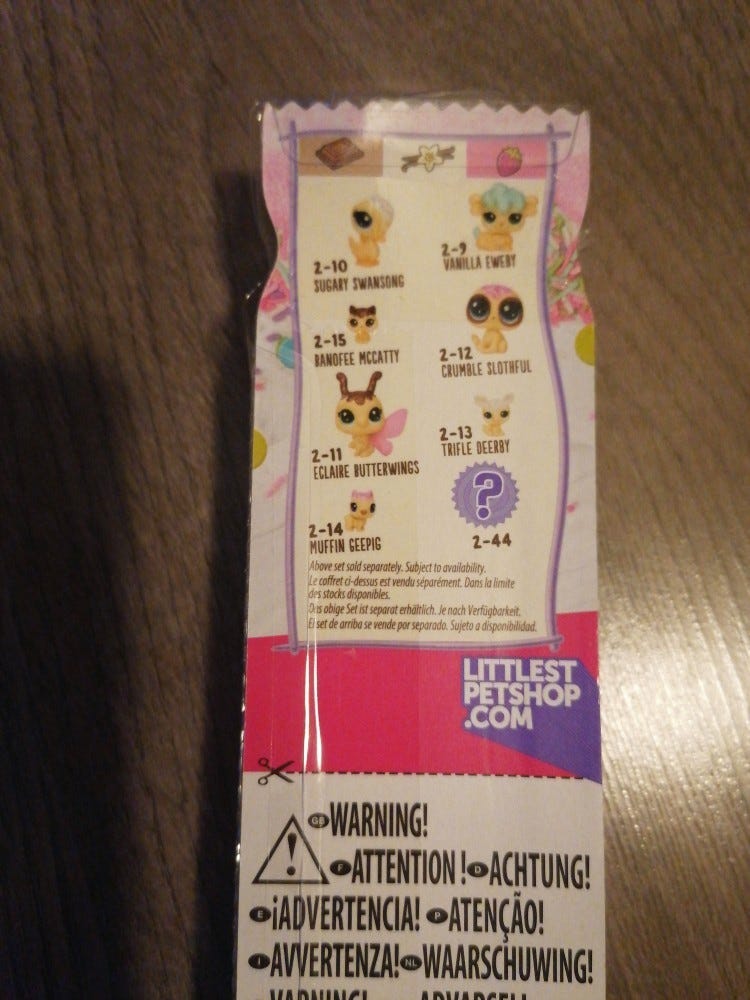 2-10
SUGARY SWANSONG
2-9
VANILLA EWEBY
2-15
BANOFEE MCCATTY
2-12
CRUMBLE SLOTHFUL
2-11
ECLAIRE BUTTERWINGS
2-13
TRIFLE DEERBY
?
2-14
MUFFIN GEEPIG
2-44
Above set sold separately. Subject to availability.
Le coffret ci-dessus est vendu séparément. Dans la limite
des stocks disponibles.
Das obige Set ist separat erhältlich. Je nach Verfügbarkeit.
El set de arriba se vende por separado. Sujeto a disponibilidad.
LITTLEST
PETSHOP
.COM
GB WARNING!
F ATTENTION ! D ACHTUNG!
E ¡ADVERTENCIA! P ATENÇÃO!
I AVVERTENZA! NL WAARSCHUWING!
VARNING! ADVARSEL!